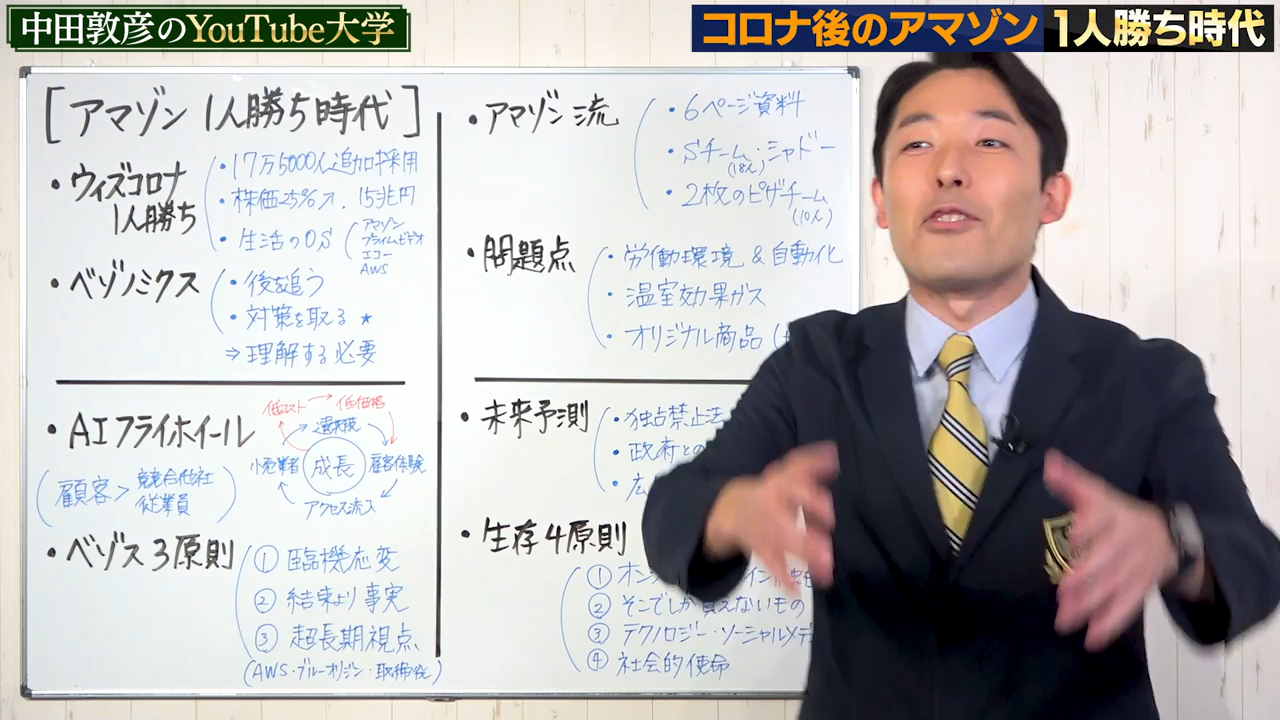 中田敦彦のYouTube大学
コロナ後のアマゾン 1人勝ち時代
[アマゾン 1人勝ち時代]
・ウィズコロナ
1人勝ち
・17万5000人追加採用
・株価25%↗. 153兆円
・生活のOS
アマゾン
プライムビデオ
エコー
AWS
・ベゾノミクス
・後を追う
・対策を取る ★
⇒理解する必要
・AIフライホイール
(顧客>競合他社
従業員)
低コスト→低価格
選択肢
小売業者
成長
顧客体験
アクセス流入
・ベゾス3原則
① 臨機応変
② 結束より事実
③ 超長期視点
(AWS・ブルーオリジン・取締役)
・アマゾン流
・6ページ資料
・Sチーム・シャドー
(18人)
・2枚のピザチーム
(10人)
・問題点
・労働環境 & 自動化
・温室効果ガス
・オリジナル商品
・未来予測
・独占禁止法
・政府との
・広
・生存4原則
① オン
② そこでしか買えないもの
③ テクノロジー・ソーシャルメデ
④ 社会的使命